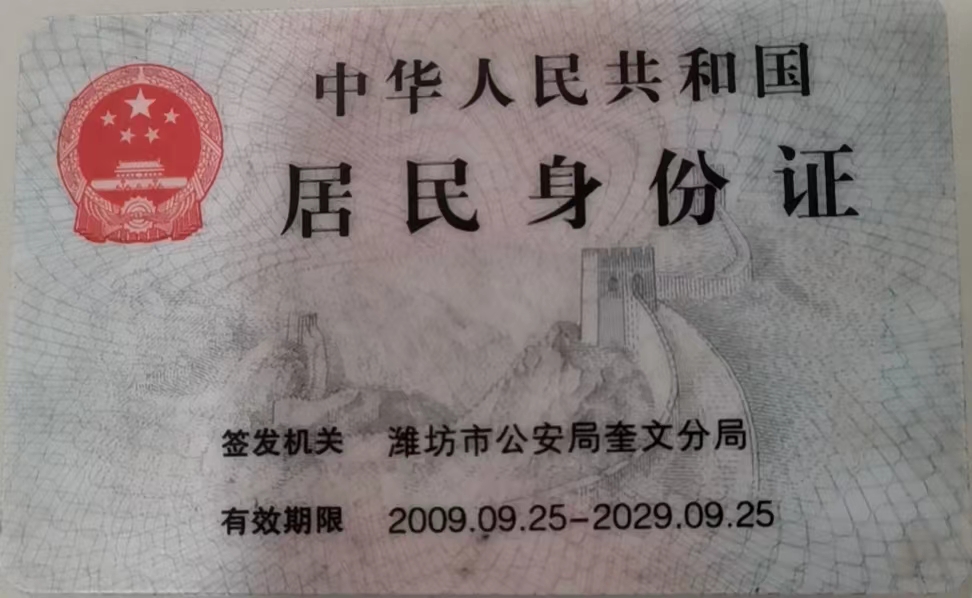 中华人民共和国
居民身份证
签发机关 潍坊市公安局奎文分局
有效期限 2009.09.25-2029.09.25